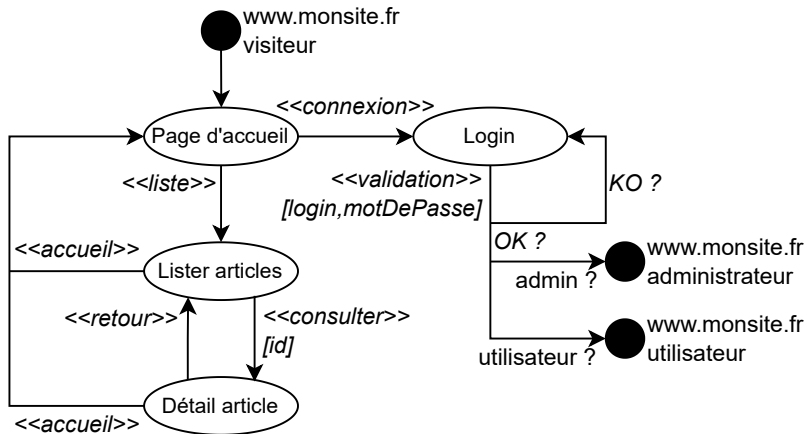 www.monsite.fr
visiteur
<<connexion>>
Page d'accueil
Login
<<liste>>
<<validation>>
[login,motDePasse]
KO ?
OK ?
<<accueil>>
Lister articles
www.monsite.fr
administrateur
admin ?
<<retour>>
<<consulter>>
[id]
www.monsite.fr
utilisateur
utilisateur ?
Détail article
<<accueil>>